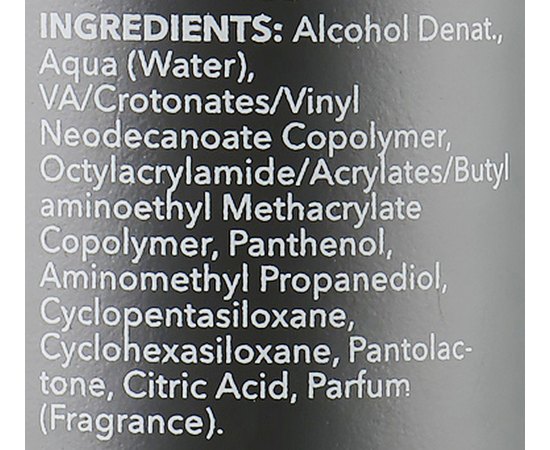 INGREDIENTS: Alcohol Denat.,
Aqua (Water),
VA/Crotonates/Vinyl
Neodecanoate Copolymer,
Octylacrylamide/Acrylates/Butyl
aminoethyl Methacrylate
Copolymer, Panthenol,
Aminomethyl Propanediol,
Cyclopentasiloxane,
Cyclohexasiloxane, Pantolac-
tone, Citric Acid, Parfum
(Fragrance).